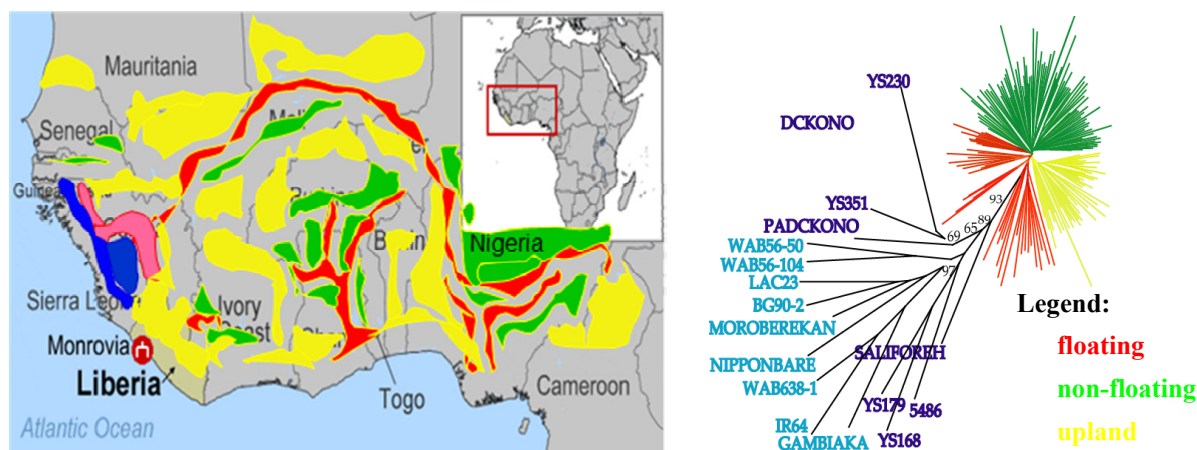 Mauritania
Senegal
Mali
Nigeria
Sierra Leo
Ivory
Coast
Monrovia
Liberia
Togo
Cameroon
Atlantic Ocean
YS230
DCKONO
YS351
PADCKONO
WAB56-50
WAB56-104
LAC23
BG90-2
MOROBEREKAN
NIPPONBARE
WAB638-1
IR64
GAMBIAKA
SALIFOREH
YS179
5486
YS168
93
89
65
69
97
Legend:
floating
non-floating
upland